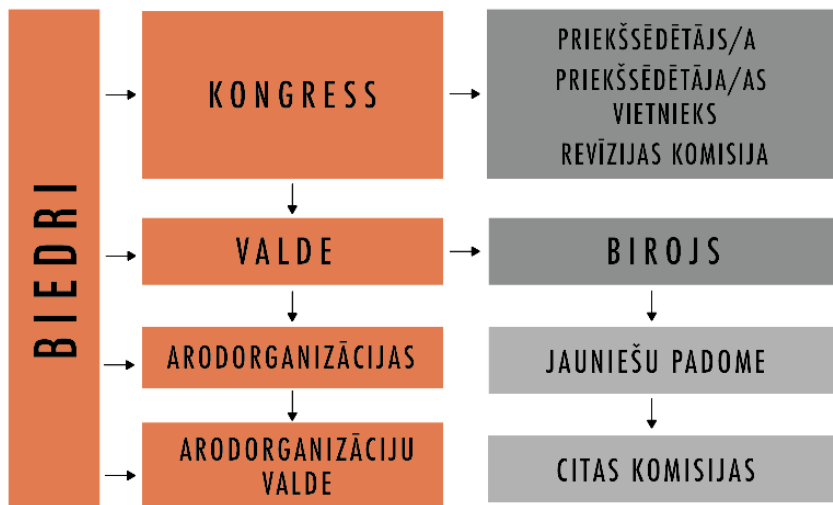 BIEDRI
KONGRESS
PRIEKŠSĒDĒTĀJS/A
PRIEKŠSĒDĒTĀJA/AS
VIETNIEKS
REVĪZIJAS KOMISIJA
VALDE
BIROJS
ARODORGANIZĀCIJAS
JAUNIEŠU PADOME
ARODORGANIZĀCIJU
VALDE
CITAS KOMISIJAS